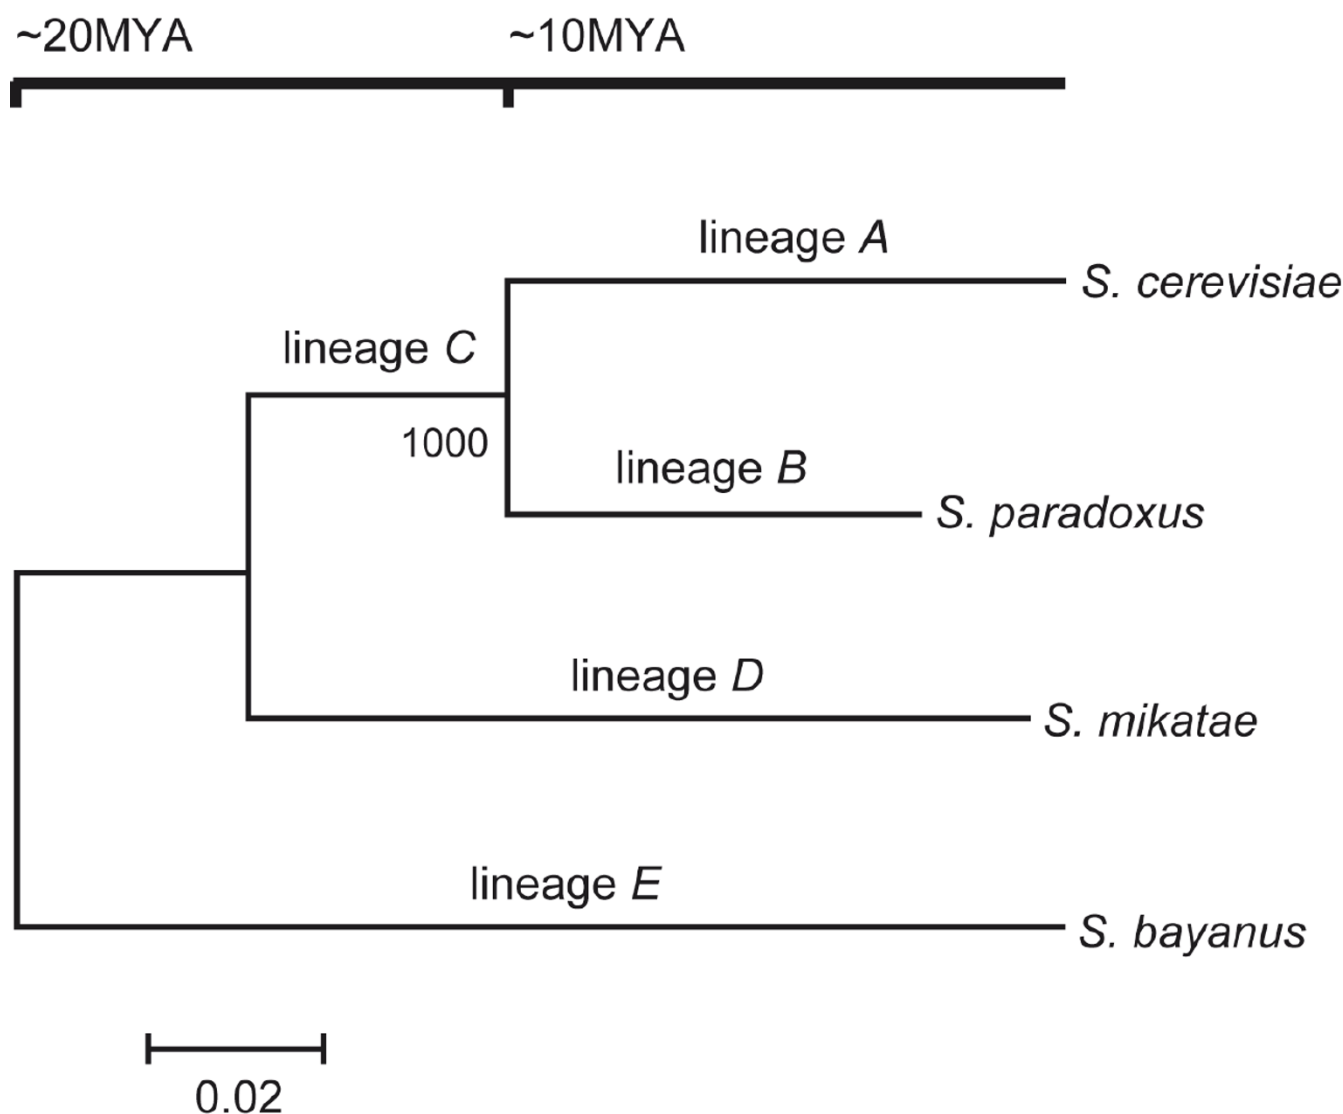 ~20MYA ~10MYA
lineage A
S. cerevisiae
lineage C
1000
lineage B
S. paradoxus
lineage D
S. mikatae
lineage E
S. bayanus
0.02